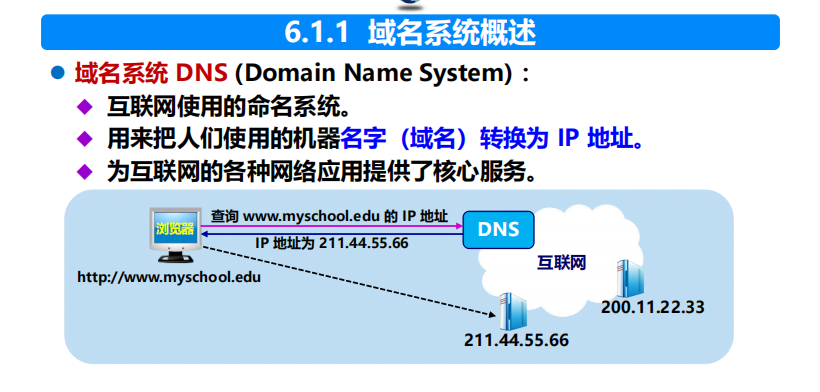 6.1.1 域名系统概述
域名系统 DNS (Domain Name System) ：
互联网使用的命名系统。
用来把人们使用的机器名字（域名）转换为 IP 地址。
为互联网的各种网络应用提供了核心服务。
查询 www.myschool.edu 的 IP 地址
浏览器
DNS
IP 地址为 211.44.55.66
互联网
http://www.myschool.edu
200.11.22.33
211.44.55.66